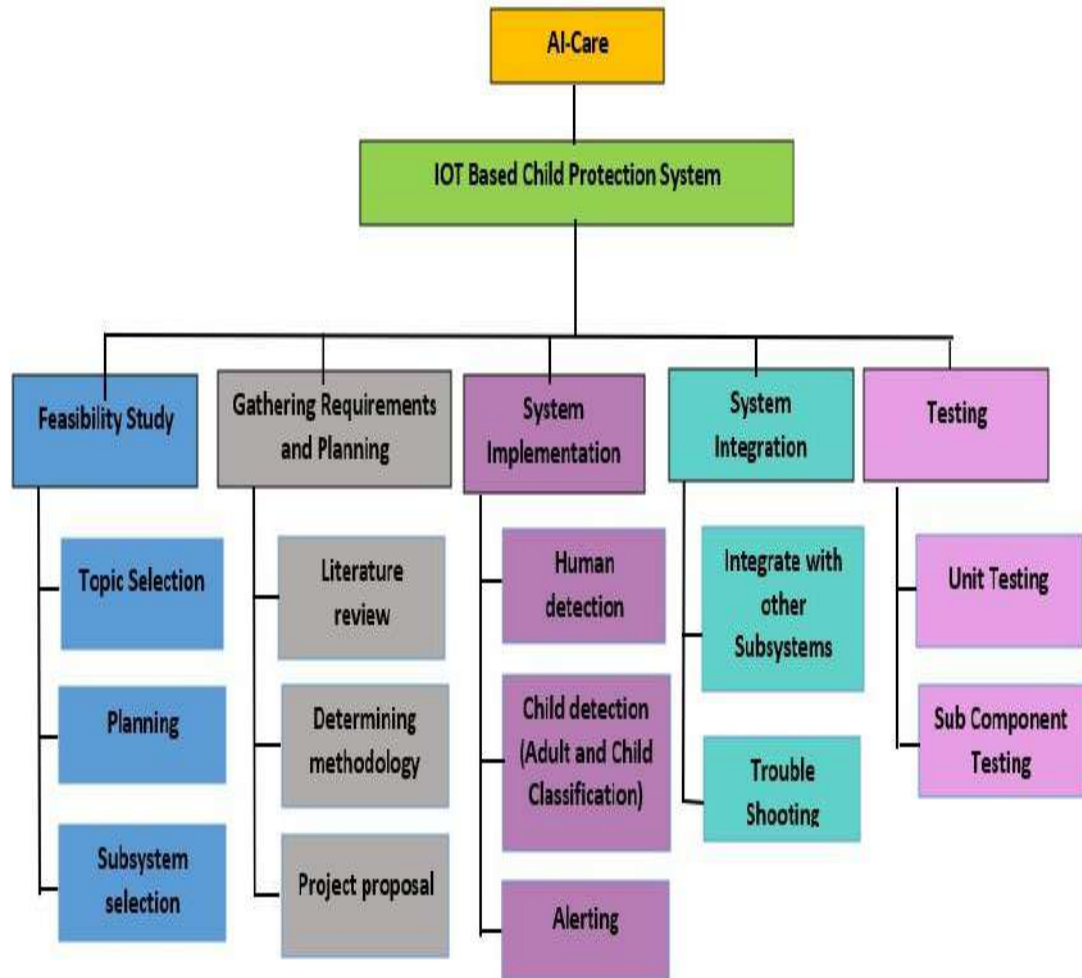 AI-Care
IOT Based Child Protection System
Feasibility Study
Gathering Requirements
and Planning
System
Implementation
System
Integration
Testing
Topic Selection
Planning
Subsystem
selection
Literature
review
Determining
methodology
Project proposal
Human
detection
Child detection
(Adult and Child
Classification)
Alerting
Integrate with
other
Subsystems
Trouble
Shooting
Unit Testing
Sub Component
Testing